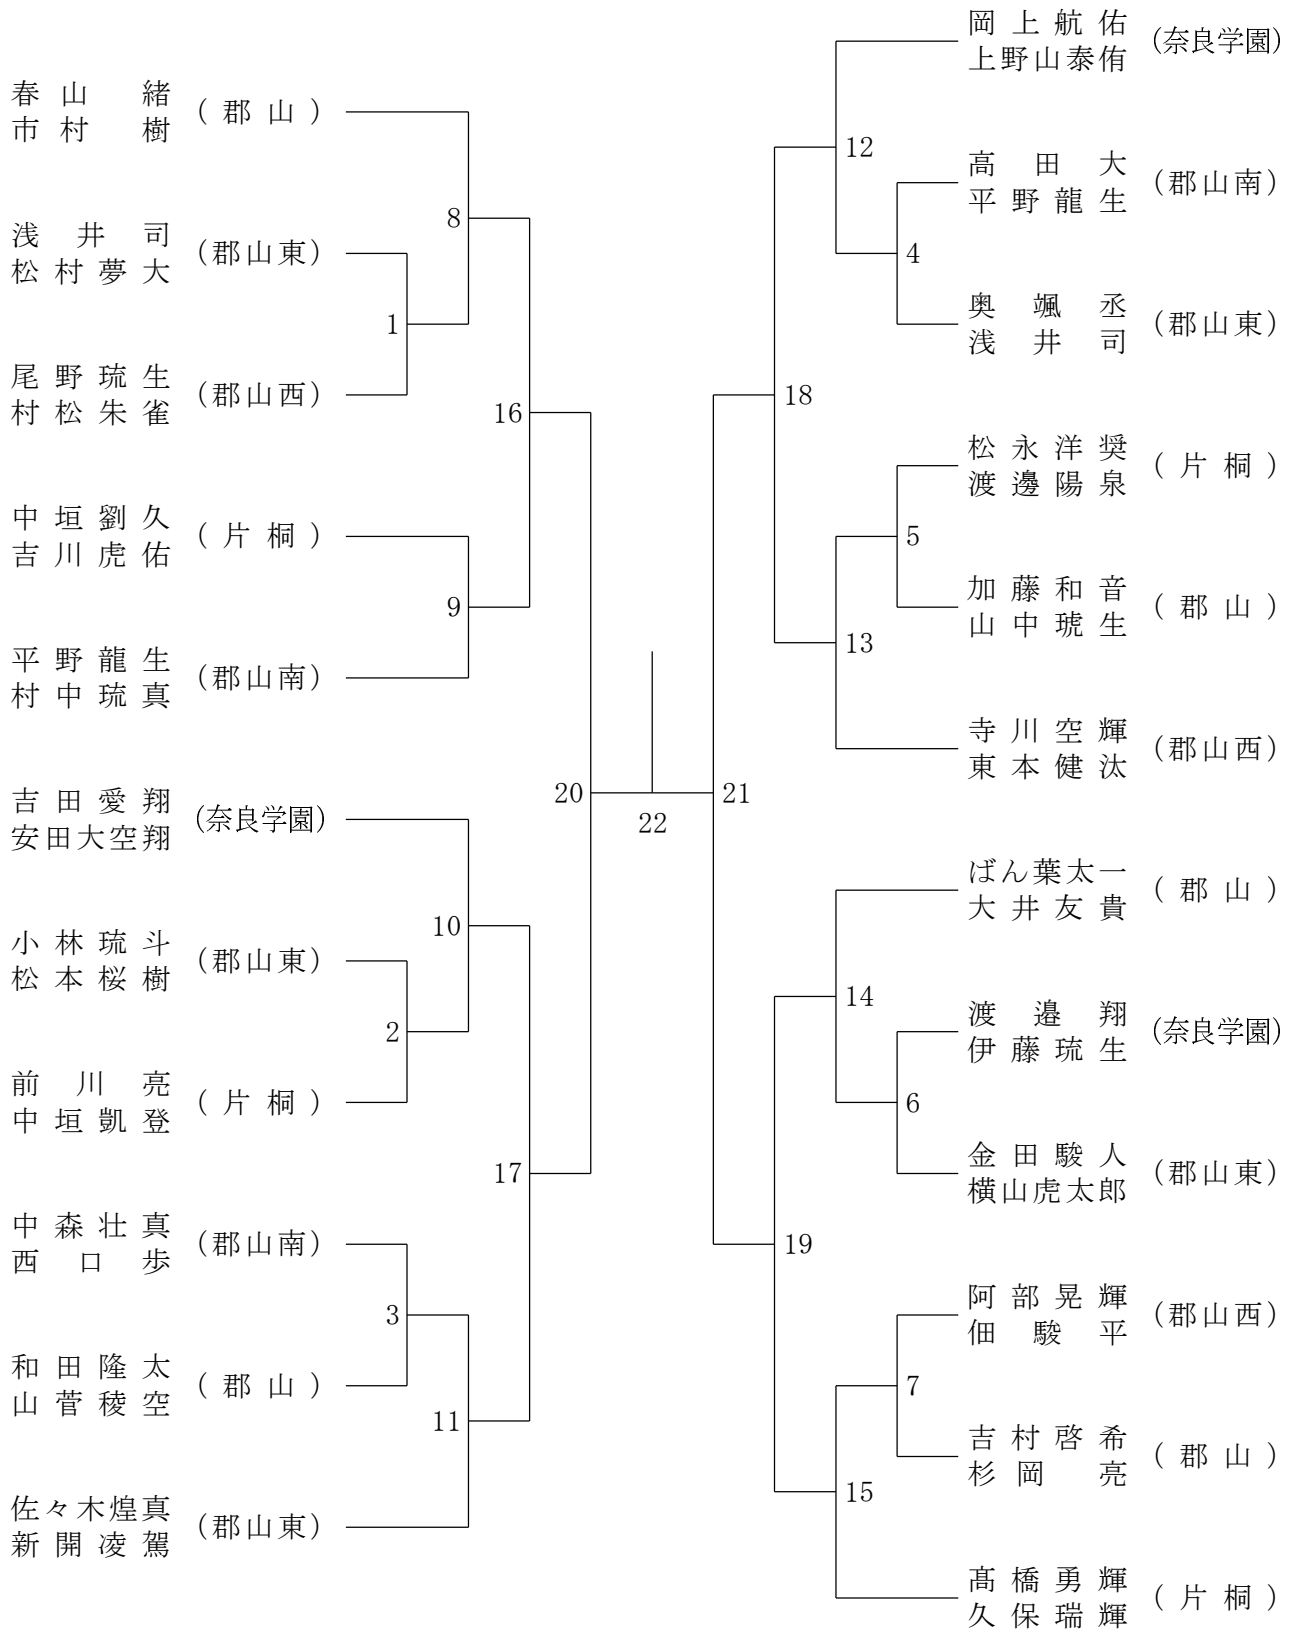 春山 緒
市村 樹
(郡山)
浅井 司
松村夢大
(郡山東)
尾野琉生
村松朱雀
(郡山西)
中垣劉久
吉川虎佑
(片桐)
平野龍生
村中琉真
(郡山南)
吉田愛翔
安田大空翔
(奈良学園)
小林琉斗
松本桜樹
(郡山東)
前川 亮
中垣凱登
(片桐)
中森壮真
西口 歩
(郡山南)
和田隆太
山菅稜空
(郡山)
佐々木煌真
新開凌駕
(郡山東)
1
2
3
8
9
10
11
16
17
20
22
21
18
19
12
13
14
15
4
5
6
7
岡上航佑
上野山泰侑
(奈良学園)
高田 大
平野龍生
(郡山南)
奥 颯丞
浅井 司
(郡山東)
松永洋奨
渡邊陽泉
(片桐)
加藤和音
山中琥生
(郡山)
寺川空輝
東本健汰
(郡山西)
ばん葉太一
大井友貴
(郡山)
渡邉 翔
伊藤琉生
(奈良学園)
金田駿人
横山虎太郎
(郡山東)
阿部晃輝
佃 駿平
(郡山西)
吉村啓希
杉岡 亮
(郡山)
髙橋勇輝
久保瑞輝
(片桐)